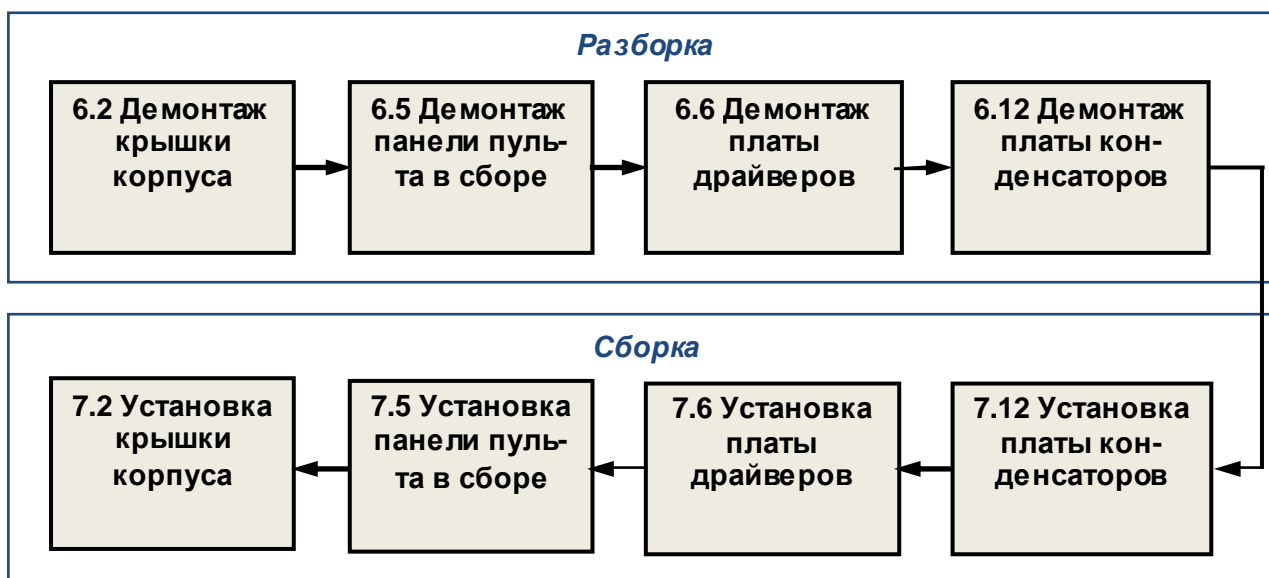 Разборка
6.2 Демонтаж
крышки
корпуса
6.5 Демонтаж
панели пуль-
та в сборе
6.6 Демонтаж
платы
драйверов
6.12 Демонтаж
платы кон-
денсаторов
Сборка
7.2 Установка
крышки
корпуса
7.5 Установка
панели пуль-
та в сборе
7.6 Установка
платы
драйверов
7.12 Установка
платы кон-
денсаторов